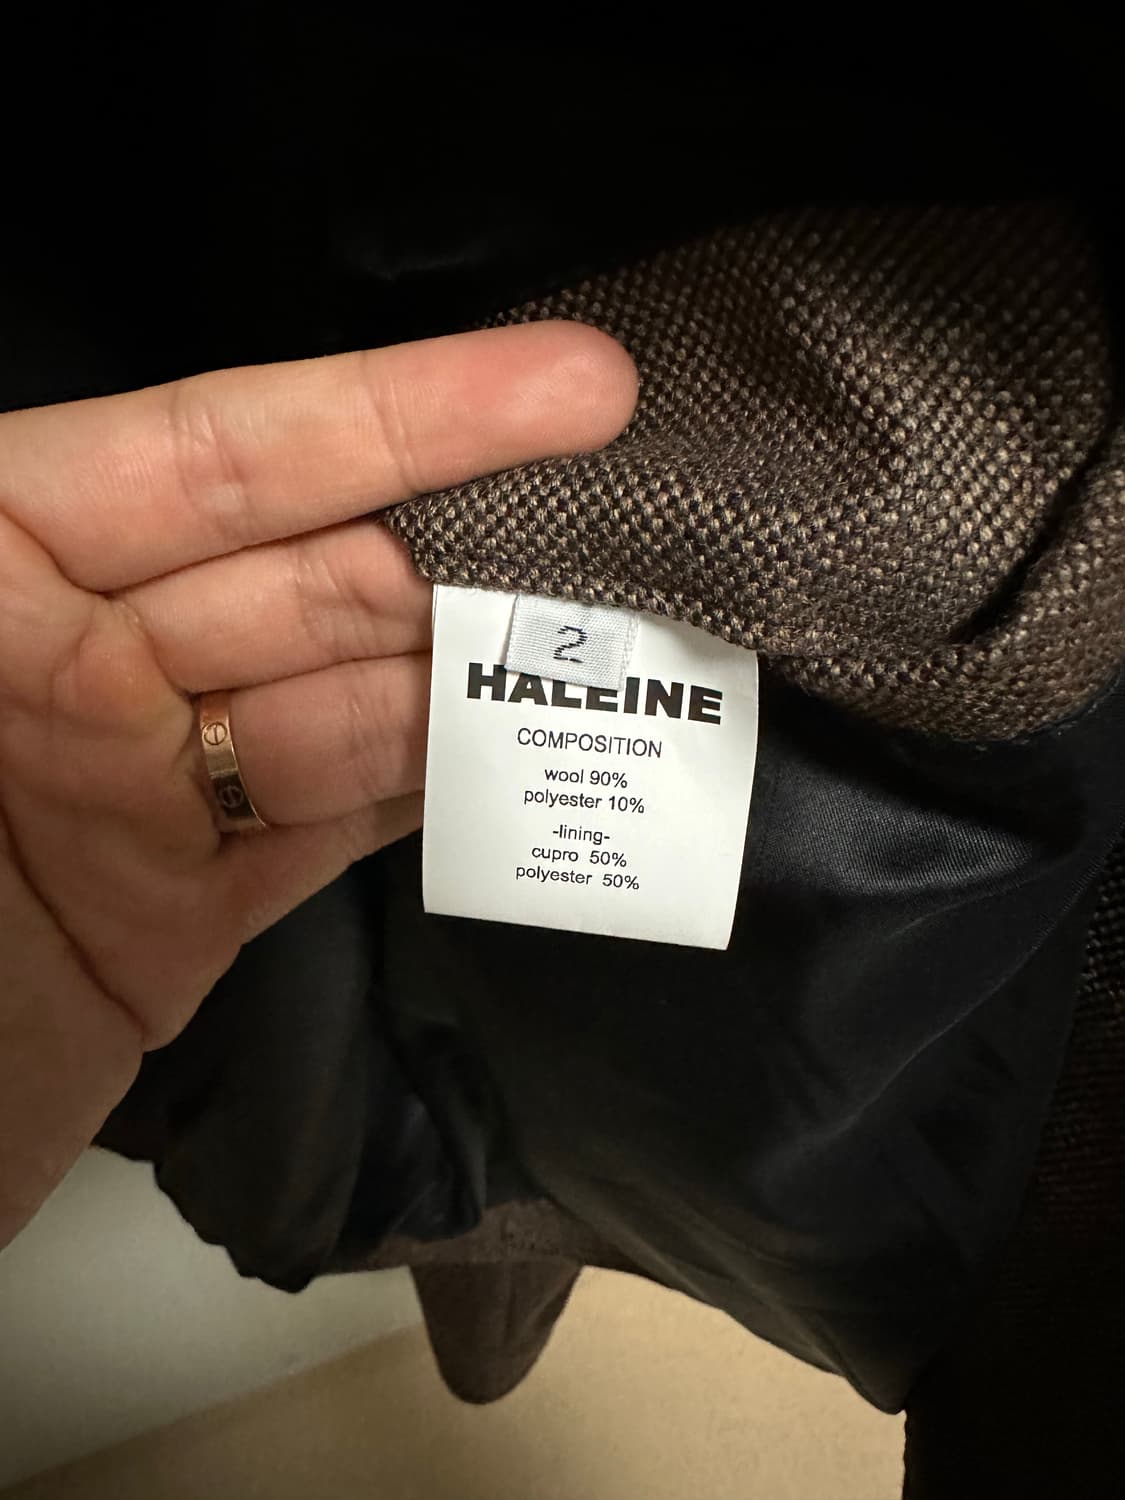 2
HALEINE
COMPOSITION
wool 90%
polyester 10%
-lining-
cupro 50%
polyester 50%